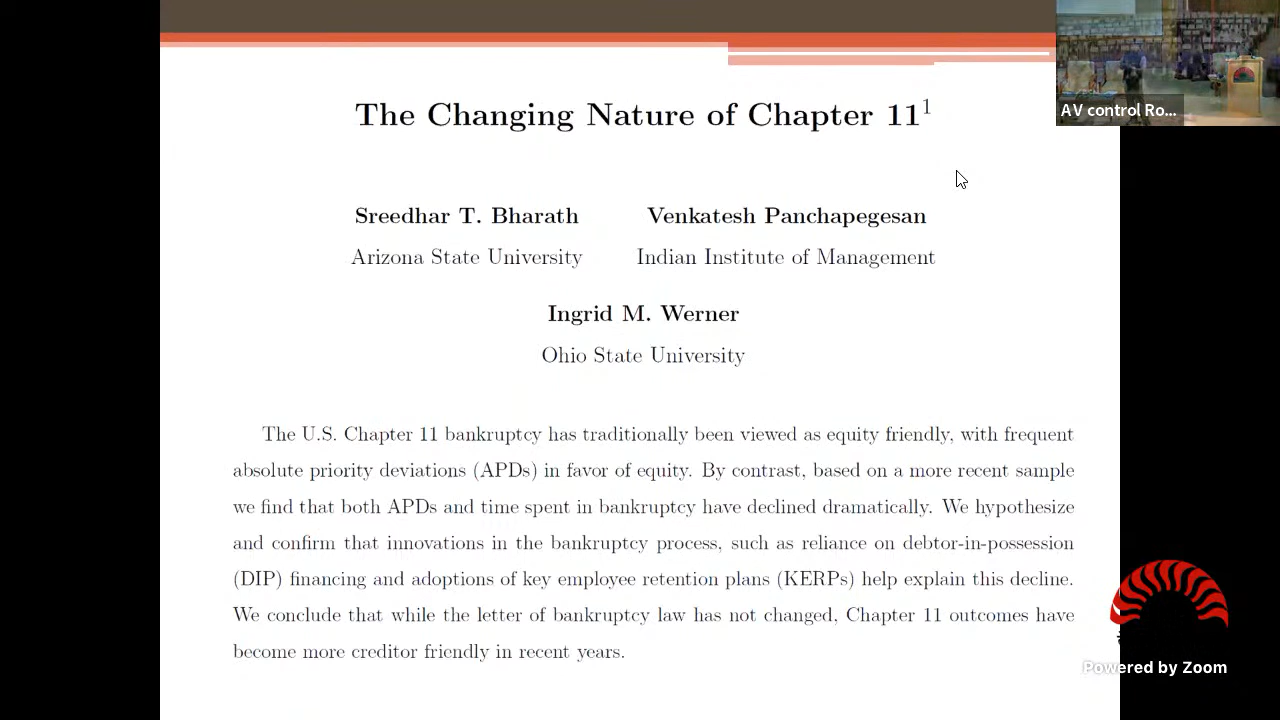 The Changing Nature of Chapter 11¹
AV control Ro...
Sreedhar T. Bharath Venkatesh Panchapegesan
Arizona State University Indian Institute of Management
Ingrid M. Werner
Ohio State University
The U.S. Chapter 11 bankruptcy has traditionally been viewed as equity friendly, with frequent
absolute priority deviations (APDs) in favor of equity. By contrast, based on a more recent sample
we find that both APDs and time spent in bankruptcy have declined dramatically. We hypothesize
and confirm that innovations in the bankruptcy process, such as reliance on debtor-in-possession
(DIP) financing and adoptions of key employee retention plans (KERPs) help explain this decline.
We conclude that while the letter of bankruptcy law has not changed, Chapter 11 outcomes have
become more creditor friendly in recent years.
Powered by Zoom